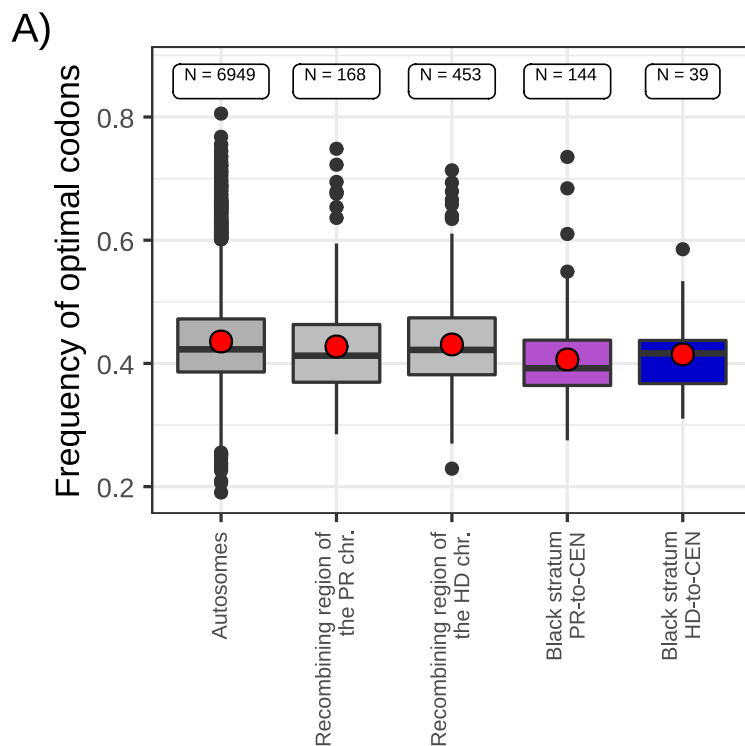 A)
Frequency of optimal codons
N = 6949
N = 168
N = 453
N = 144
N = 39
0.8
0.6
0.4
0.2
Autosomes
Recombining region of
the PR chr.
Recombining region of
the HD chr.
Black stratum
PR-to-CEN
Black stratum
HD-to-CEN